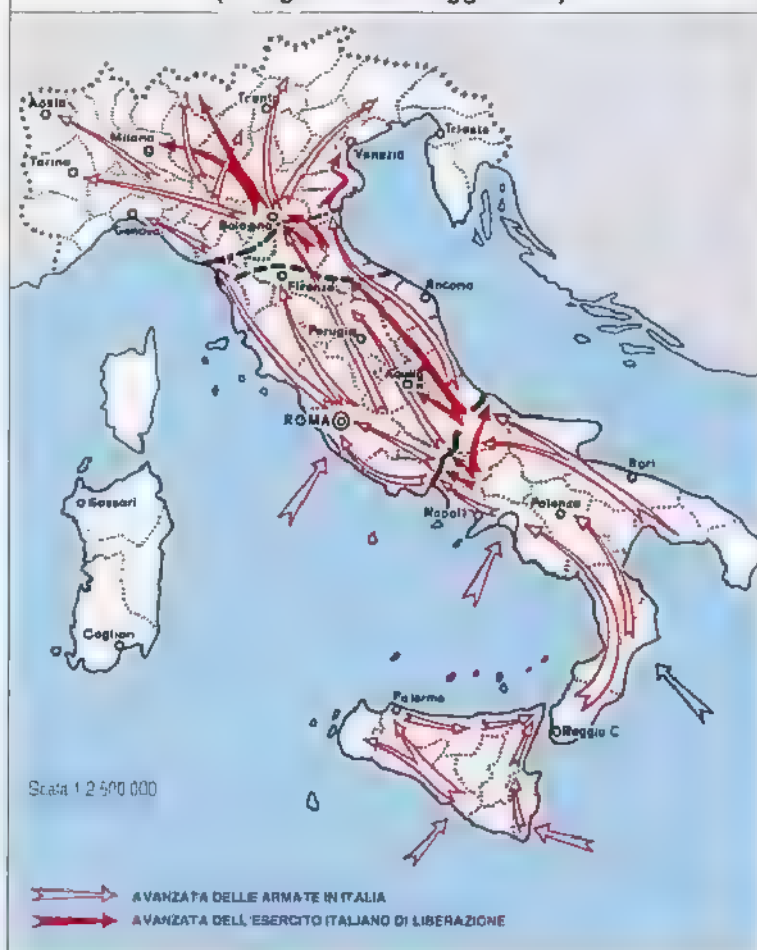 Aosta
Trento
Milano
Trieste
Torino
Venezia
Bologna
Genova
Firenze
Ancona
Perugia
Aquila
ROMA
Bari
Sassari
Napoli
Potenza
Cagliari
Palermo
Reggio C
Scala 1:2.500.000
AVANZATA DELLE ARMATE IN ITALIA
AVANZATA DELL'ESERCITO ITALIANO DI LIBERAZIONE